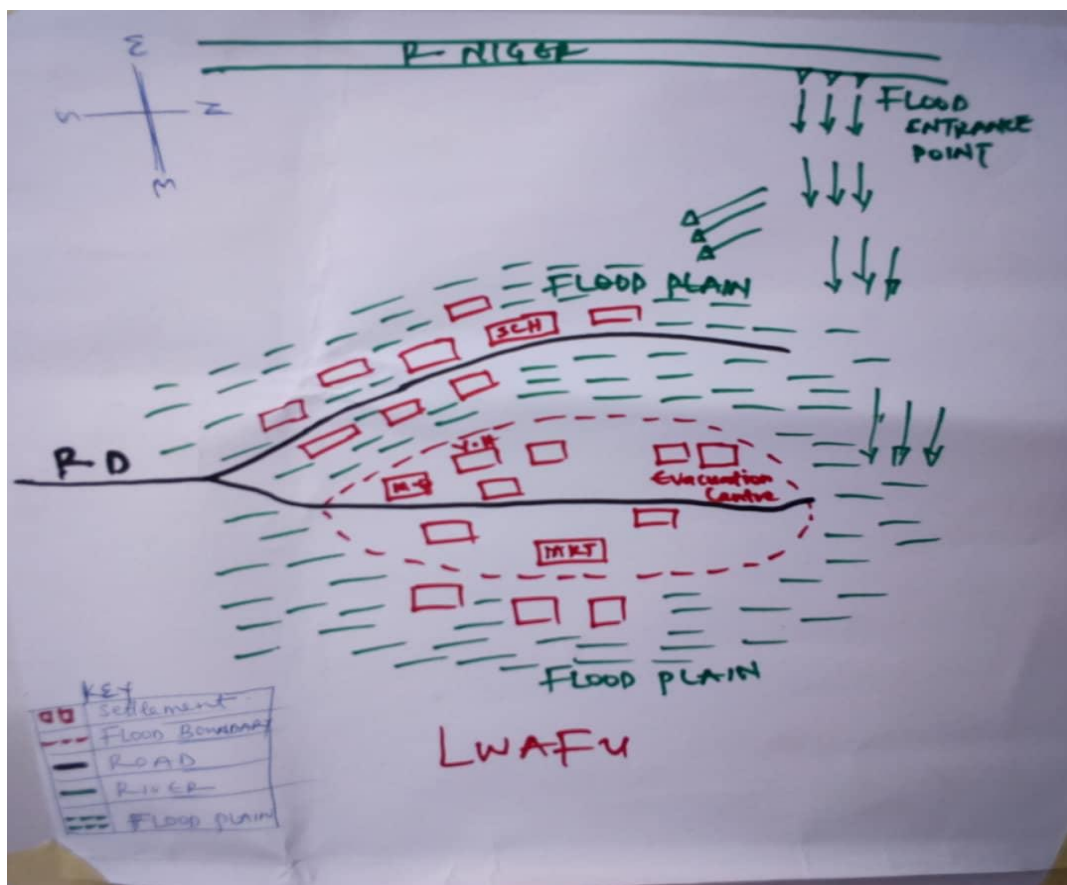 R NIGER
E
S
N
W
FLOOD
ENTRANCE
POINT
FLOOD PLAIN
SCH
RD
V.H
Evacuation
Centre
MKT
FLOOD PLAIN
LWAFU
KEY
Settlement
FLOOD BOUNDARY
ROAD
RIVER
FLOOD PLAIN